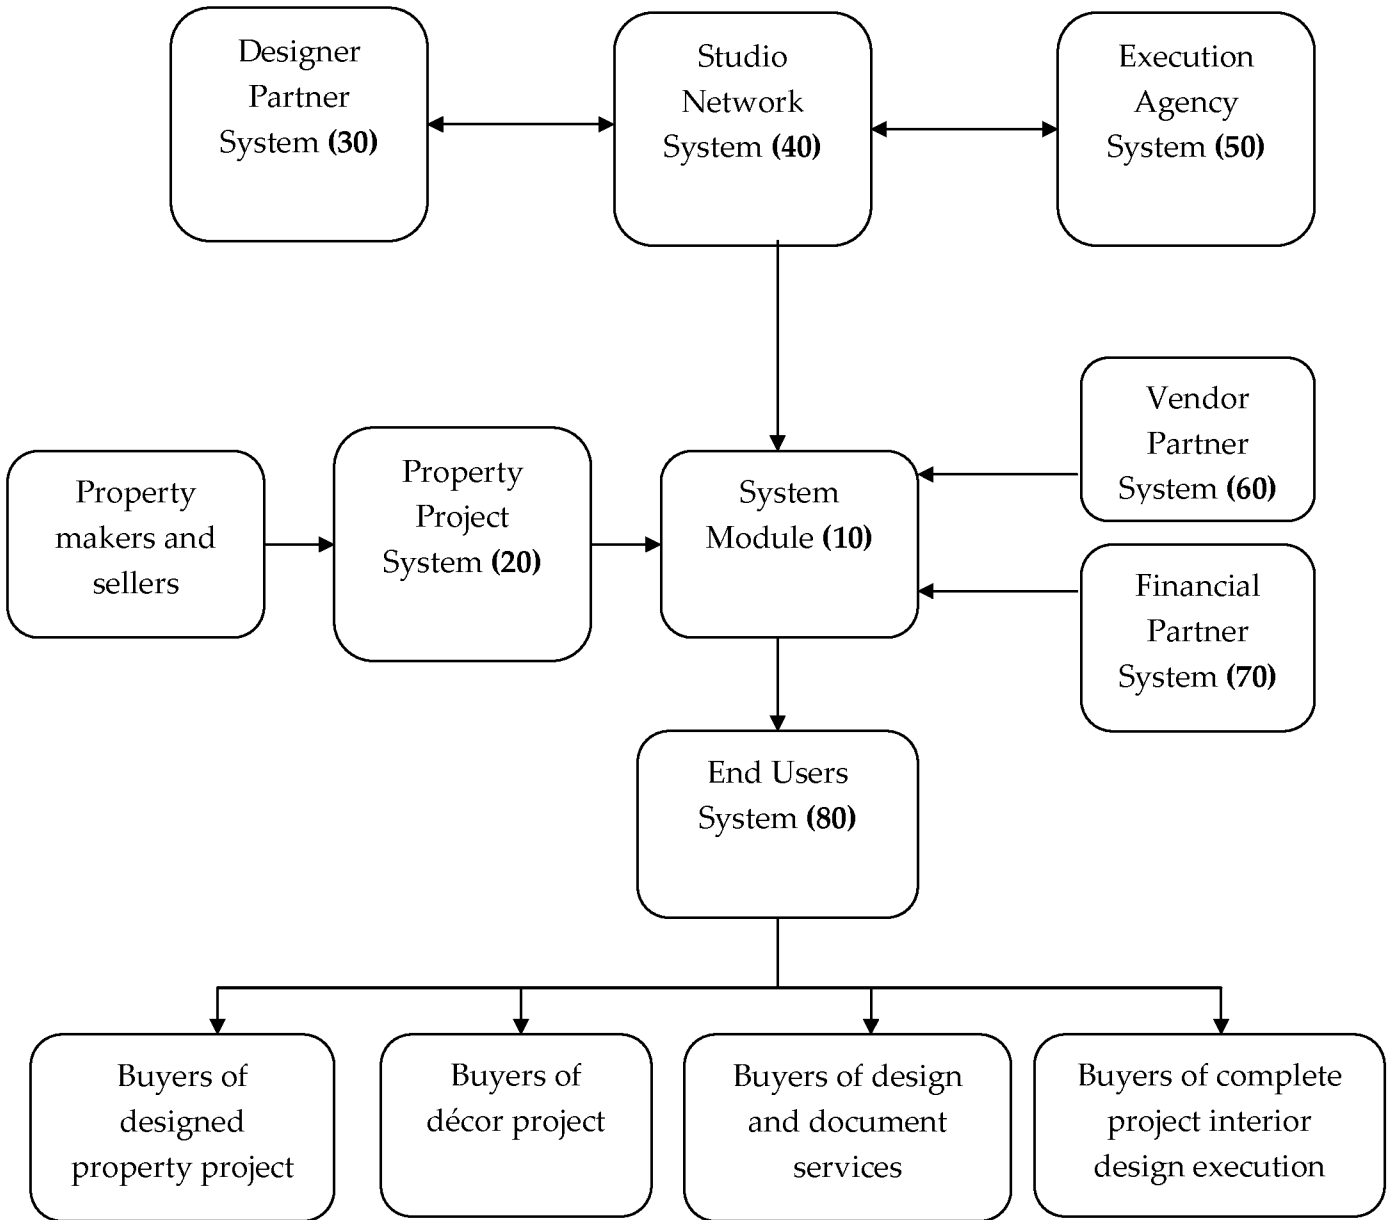 Designer
Partner
System (30)
Studio
Network
System (40)
Execution
Agency
System (50)
Property
makers and
sellers
Property
Project
System (20)
System
Module (10)
Vendor
Partner
System (60)
Financial
Partner
System (70)
End Users
System (80)
Buyers of
designed
property project
Buyers of
décor project
Buyers of design
and document
services
Buyers of complete
project interior
design execution